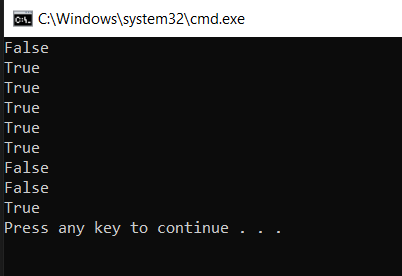 C:\Windows\system32\cmd.exe
False
True
True
True
True
True
False
False
True
Press any key to continue . . .